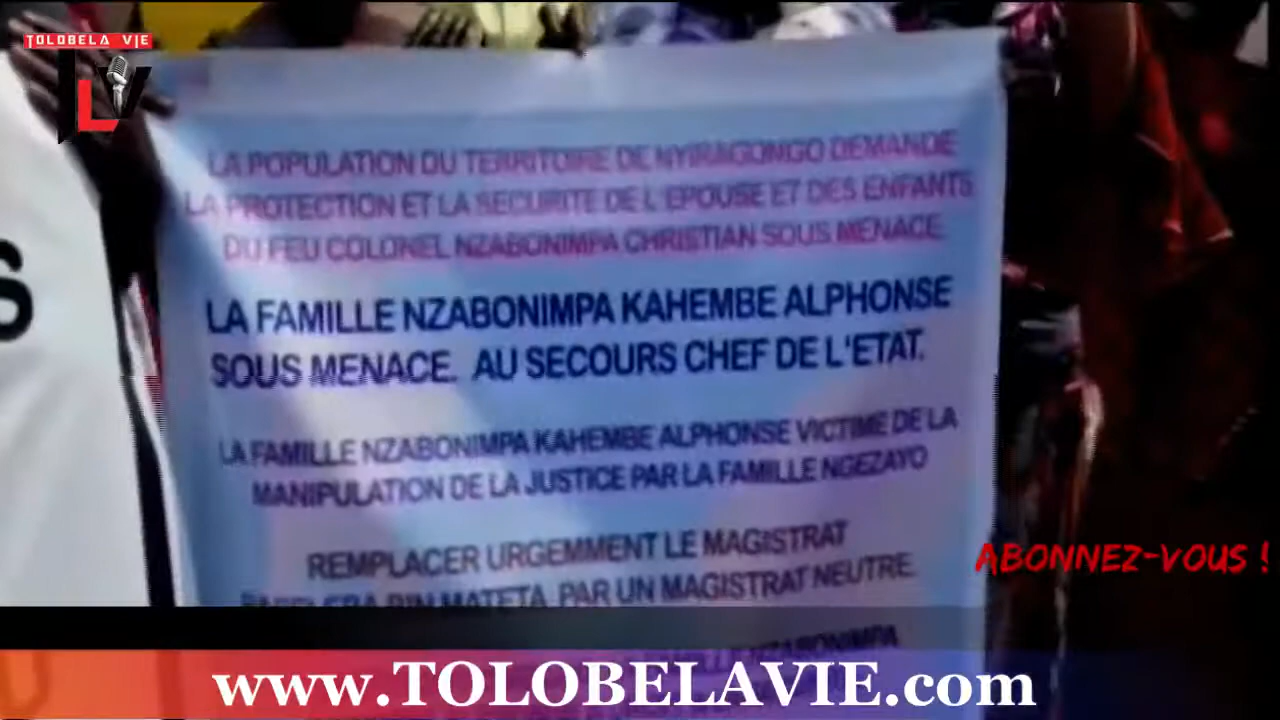 TOLOBELA VIE
LA POPULATION DU TERRITOIRE DE NYIRAGONGO DEMANDE
LA PROTECTION ET LA SECURITE DE L'EPOUSE ET DES ENFANTS
DU FEU COLONEL NZABONIMPA CHRISTIAN SOUS MENACE
S
LA FAMILLE NZABONIMPA KAHEMBE ALPHONSE
SOUS MENACE. AU SECOURS CHEF DE L'ETAT.
LA FAMILLE NZABONIMPA KAHEMBE ALPHONSE VICTIME DE LA
MANIPULATION DE LA JUSTICE PAR LA FAMILLE NGEZAYO
REMPLACER URGEMMENT LE MAGISTRAT
PAR UN MAGISTRAT NEUTRE
ABONNEZ-VOUS !
FAMILLE NZABONIMPA
www.TOLOBELAVIE.com